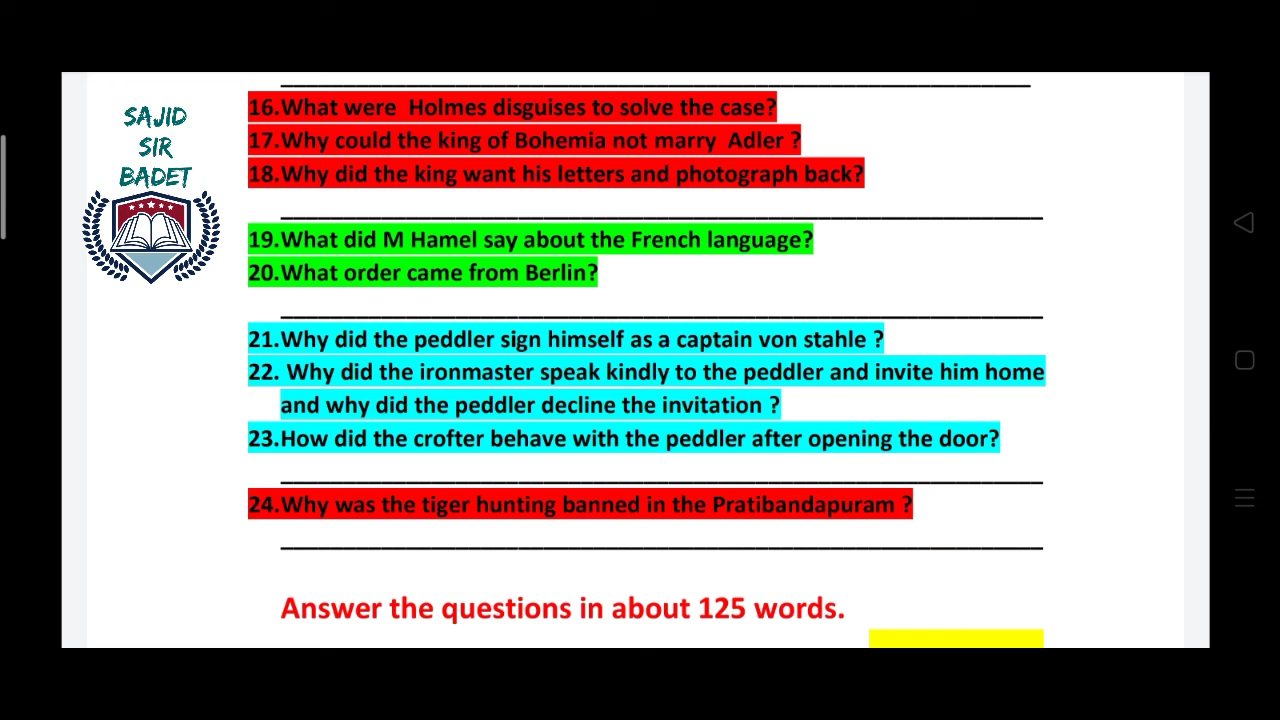 SAJID
SIR
BADET
16.What were Holmes disguises to solve the case?
17.Why could the king of Bohemia not marry Adler ?
18.Why did the king want his letters and photograph back?
19.What did M Hamel say about the French language?
20.What order came from Berlin?
21.Why did the peddler sign himself as a captain von stahle ?
22. Why did the ironmaster speak kindly to the peddler and invite him home
and why did the peddler decline the invitation ?
23.How did the crofter behave with the peddler after opening the door?
24.Why was the tiger hunting banned in the Pratibandapuram ?
Answer the questions in about 125 words.